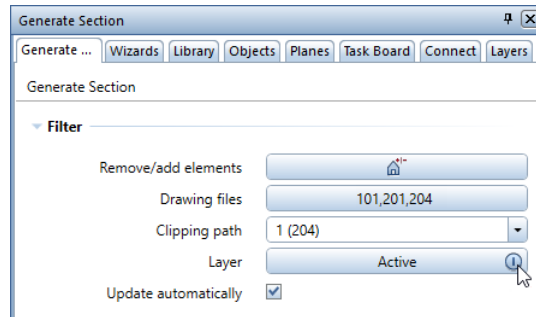 Generate Section
Generate ... Wizards Library Objects Planes Task Board Connect Layers
Generate Section
Filter
Remove/add elements
Drawing files 101,201,204
Clipping path 1 (204)
Layer Active
Update automatically